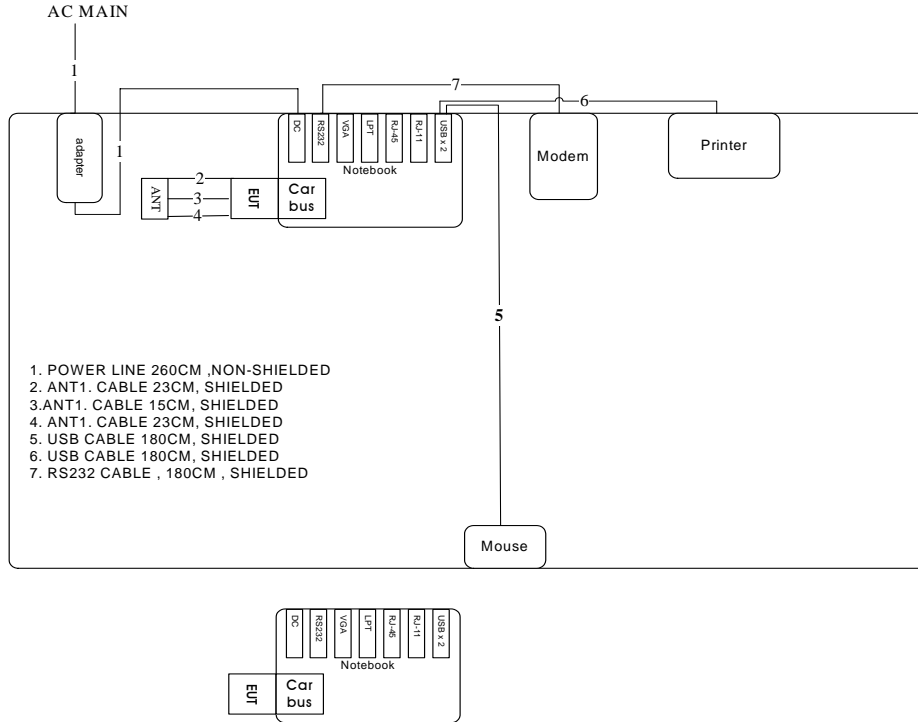 AC MAIN
1
7
6
adapter
1
DC
RS232
VGA
LPT
RJ-45
RJ-11
USB x 2
Notebook
Modem
Printer
ANT
2
3
4
EUT
Car
bus
5
1. POWER LINE 260CM ,NON-SHIELDED
2. ANT1. CABLE 23CM, SHIELDED
3.ANT1. CABLE 15CM, SHIELDED
4. ANT1. CABLE 23CM, SHIELDED
5. USB CABLE 180CM, SHIELDED
6. USB CABLE 180CM, SHIELDED
7. RS232 CABLE , 180CM , SHIELDED
Mouse
DC
RS232
VGA
LPT
RJ-45
RJ-11
USB x 2
Notebook
EUT
Car
bus